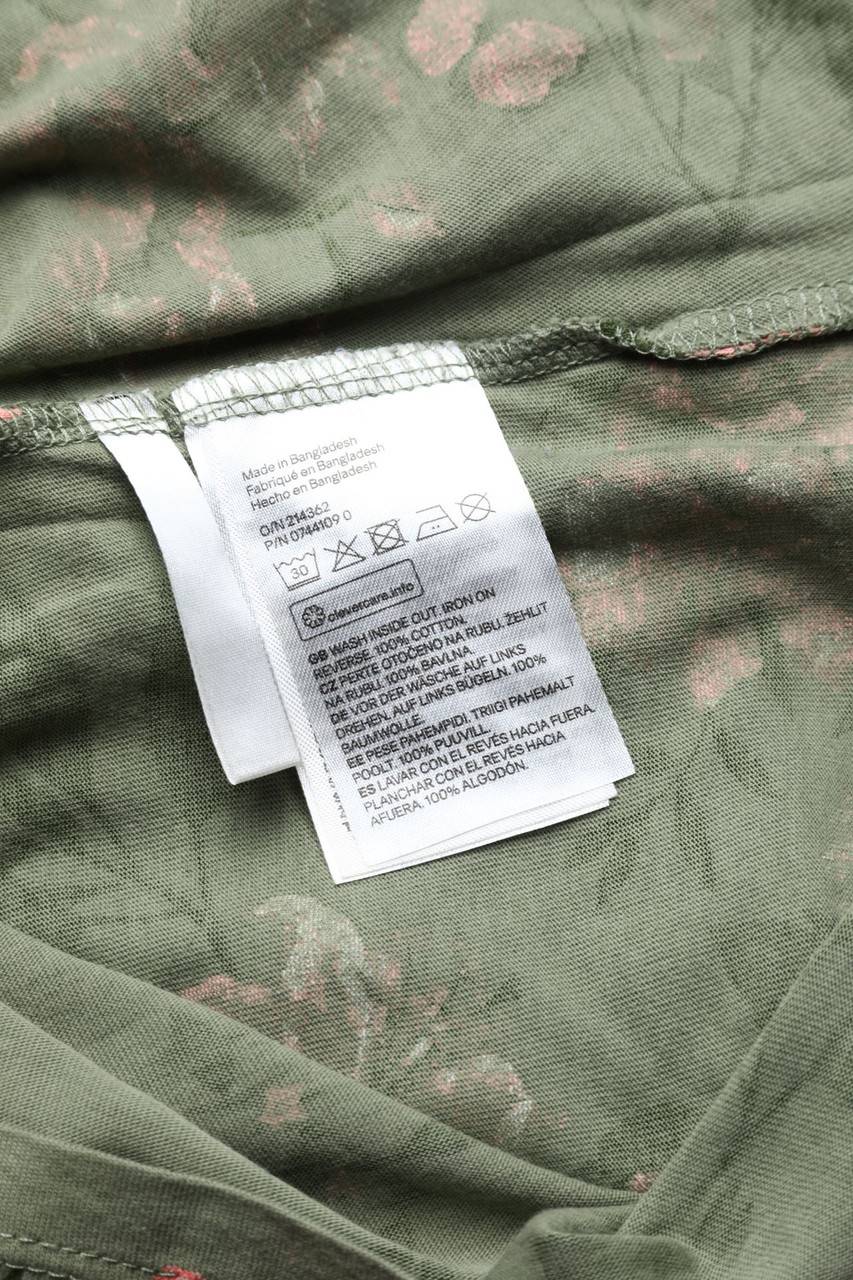 Made in Bangladesh
Fabriqué en Bangladesh
Hecho en Bangladesh
O/N 214362
P/N 0744109 0
30
clevercare.info
GB WASH INSIDE OUT. IRON ON
REVERSE. 100% COTTON.
CZ PERTE OTOČENO NA RUBU. ŽEHLIT
NA RUBU. 100% BAVLNA.
DE VOR DER WÄSCHE AUF LINKS
DREHEN. AUF LINKS BÜGELN. 100%
BAUMWOLLE.
EE PESE PAHEMPIDI. TRIIGI PAHEMALT
POOLT. 100% PUUVILL.
ES LAVAR CON EL REVÉS HACIA FUERA.
PLANCHAR CON EL REVÉS HACIA
AFUERA. 100% ALGODÓN.